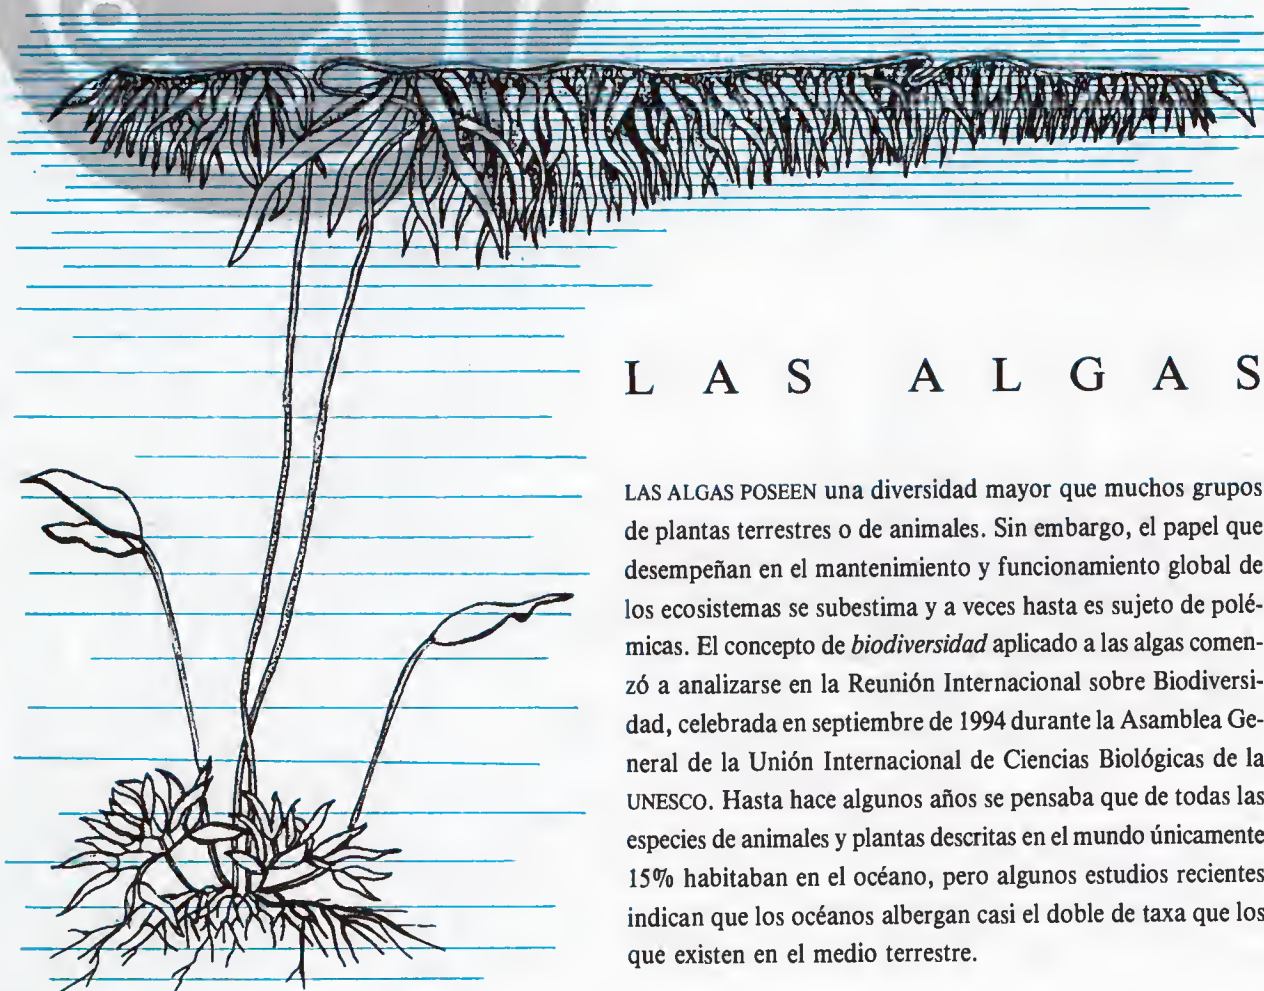 LAS ALGAS
LAS ALGAS POSEEN una diversidad mayor que muchos grupos
de plantas terrestres o de animales. Sin embargo, el papel que
desempeñan en el mantenimiento y funcionamiento global de
los ecosistemas se subestima y a veces hasta es sujeto de polé-
micas. El concepto de biodiversidad aplicado a las algas comen-
zó a analizarse en la Reunión Internacional sobre Biodiversi-
dad, celebrada en septiembre de 1994 durante la Asamblea Ge-
neral de la Unión Internacional de Ciencias Biológicas de la
UNESCO. Hasta hace algunos años se pensaba que de todas las
especies de animales y plantas descritas en el mundo únicamente
15% habitaban en el océano, pero algunos estudios recientes
indican que los océanos albergan casi el doble de taxa que los
que existen en el medio terrestre.